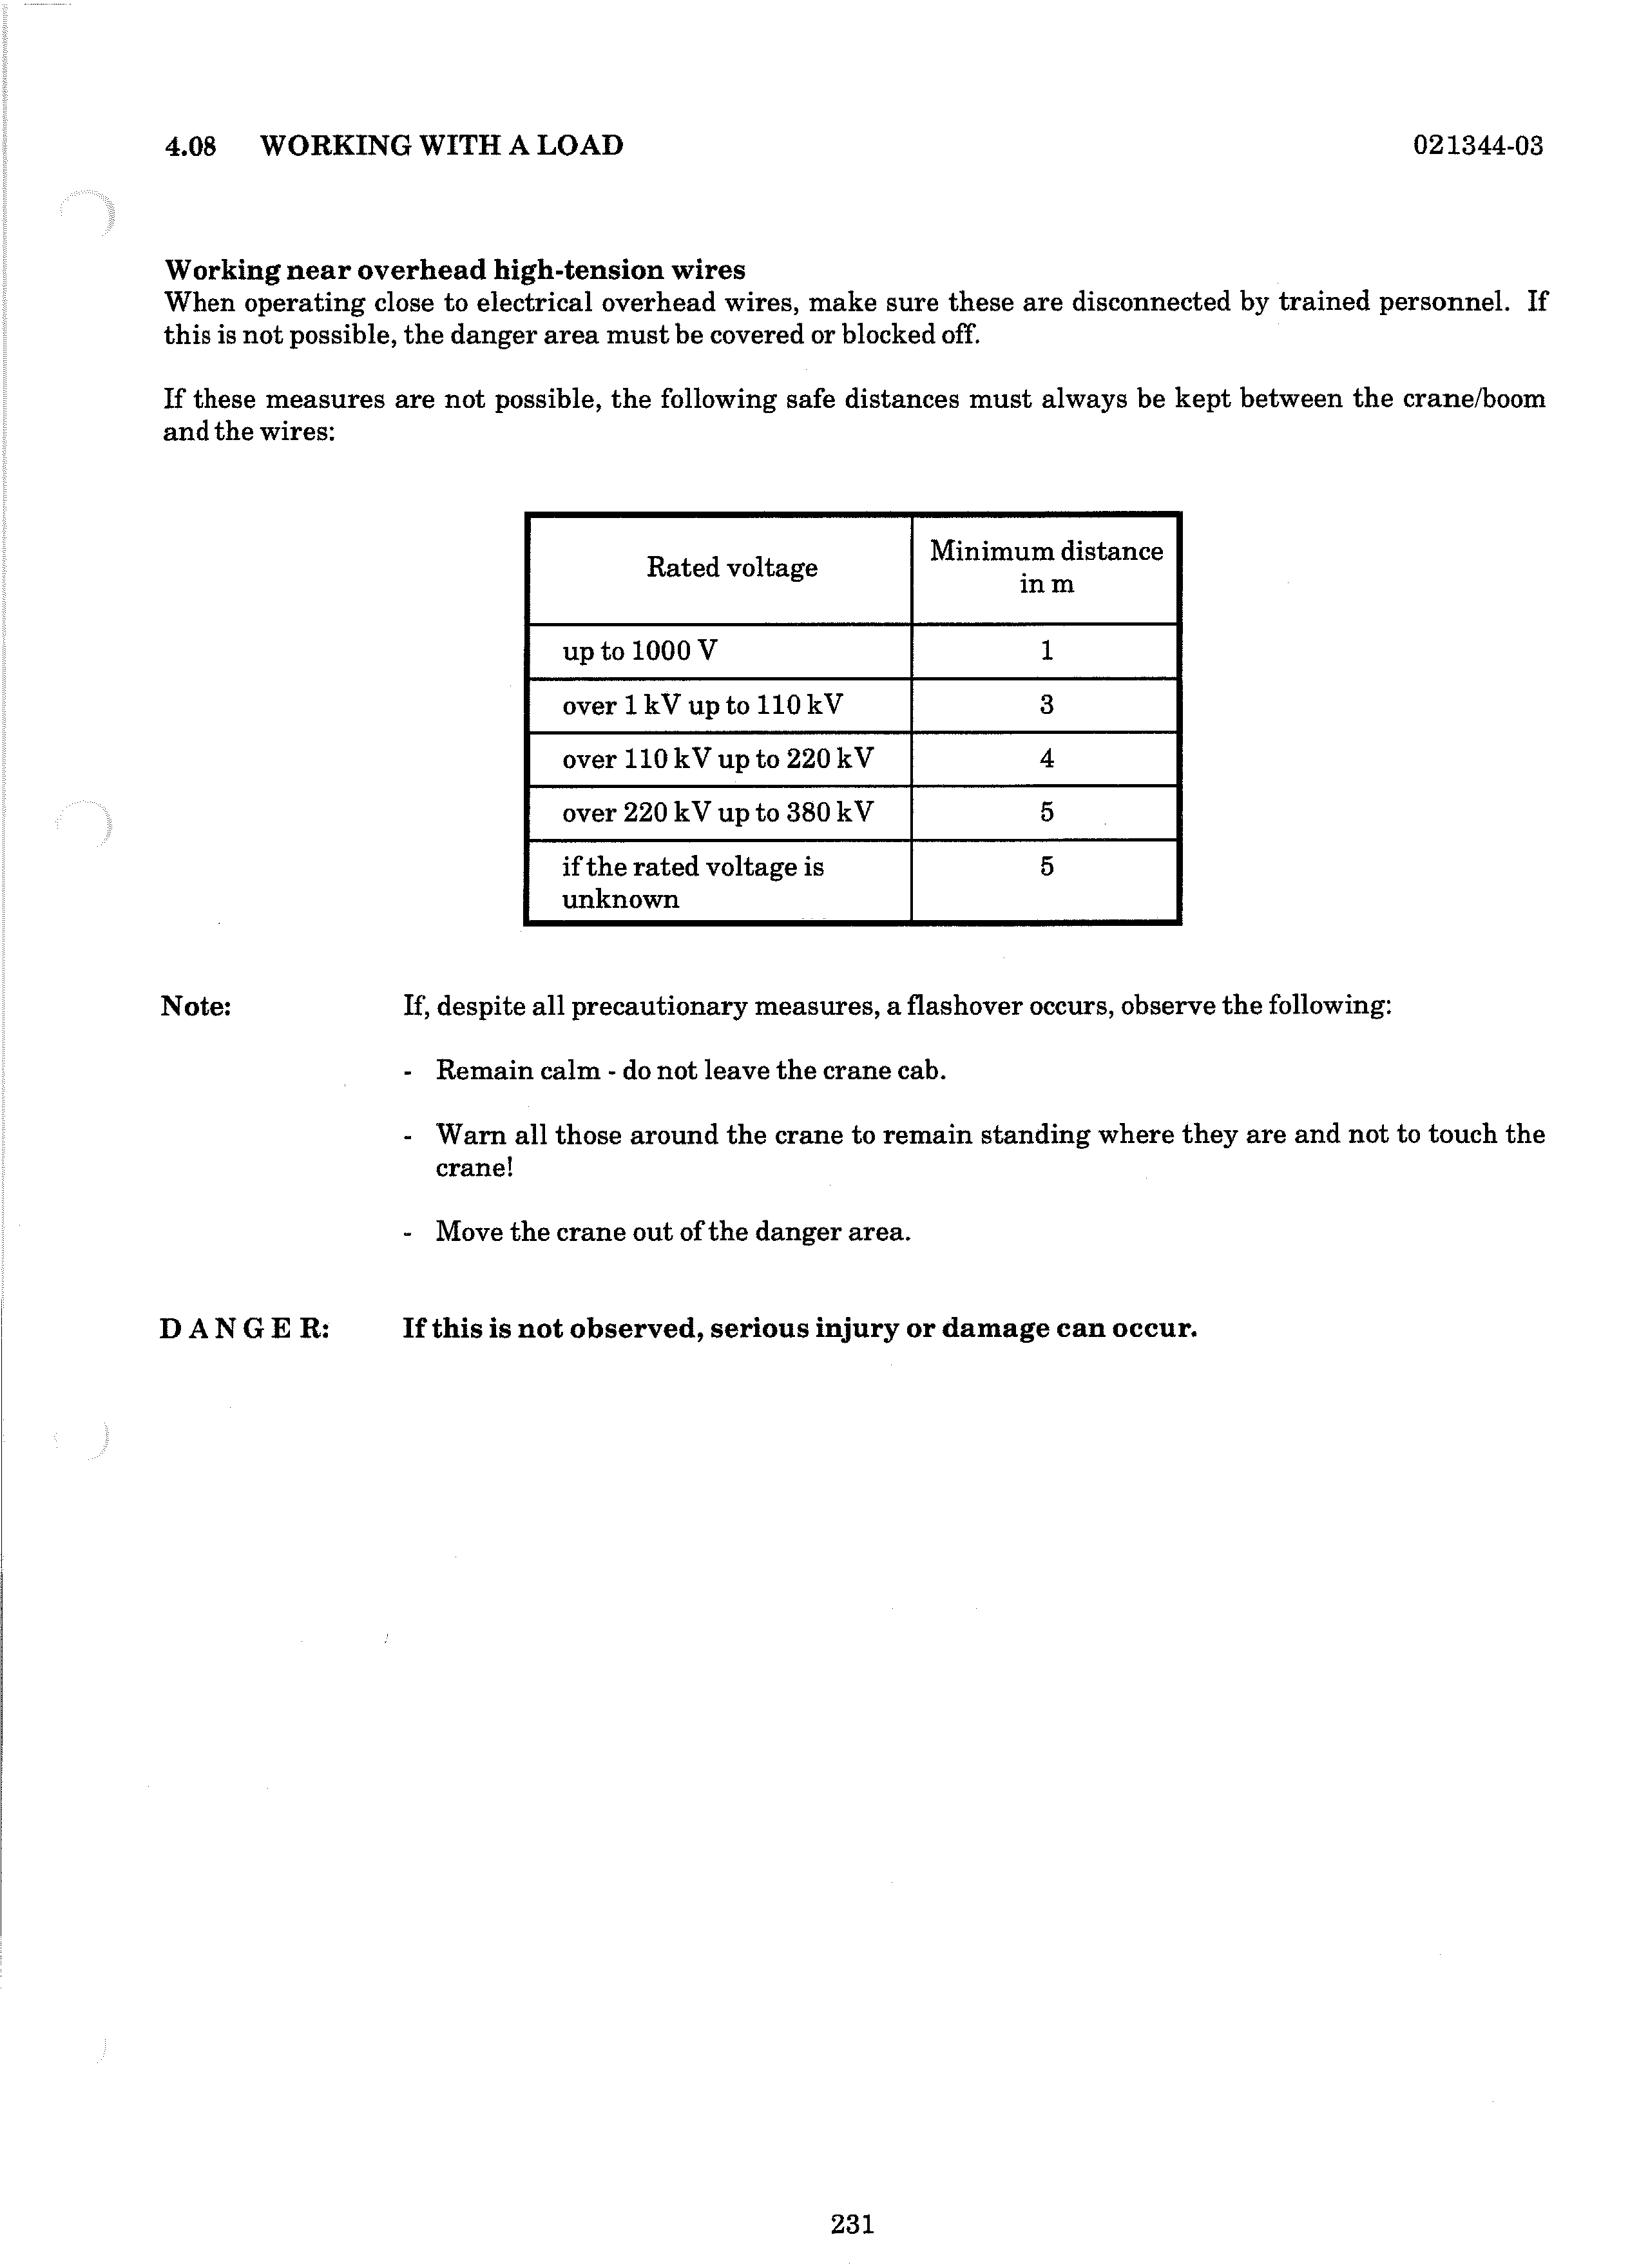 4.08 WORKING WITH A LOAD 021344-03
Working near overhead high-tension wires
When operating close to electrical overhead wires, make sure these are disconnected by trained personnel. If
this is not possible, the danger area must be covered or blocked off.
If these measures are not possible, the following safe distances must always be kept between the crane/boom
and the wires:
Rated voltage Minimum distance
in m
up to 1000 V 1
over 1 kV up to 110 kV 3
over 110 kV up to 220 kV 4
over 220 kV up to 380 kV 5
if the rated voltage is 5
unknown
Note: If, despite all precautionary measures, a flashover occurs, observe the following:
- Remain calm - do not leave the crane cab.
- Warn all those around the crane to remain standing where they are and not to touch the
crane!
- Move the crane out of the danger area.
D A N G E R: If this is not observed, serious injury or damage can occur.
231